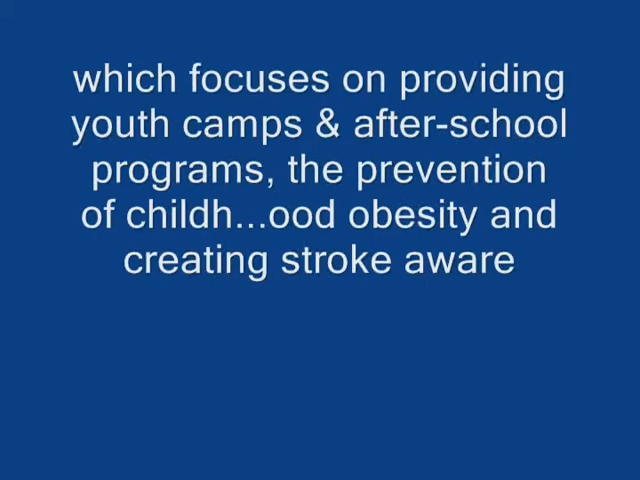 which focuses on providing
youth camps & after-school
programs, the prevention
of childh...ood obesity and
creating stroke aware